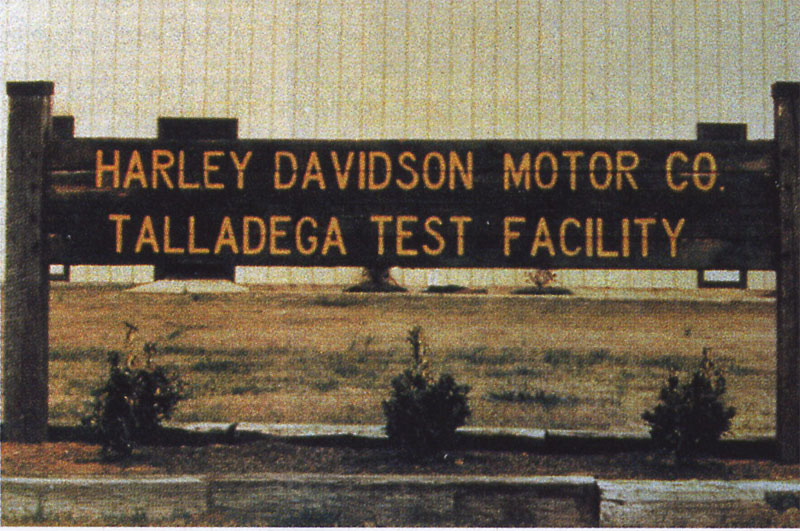 HARLEY DAVIDSON MOTOR CO.
TALLADEGA TEST FACILITY